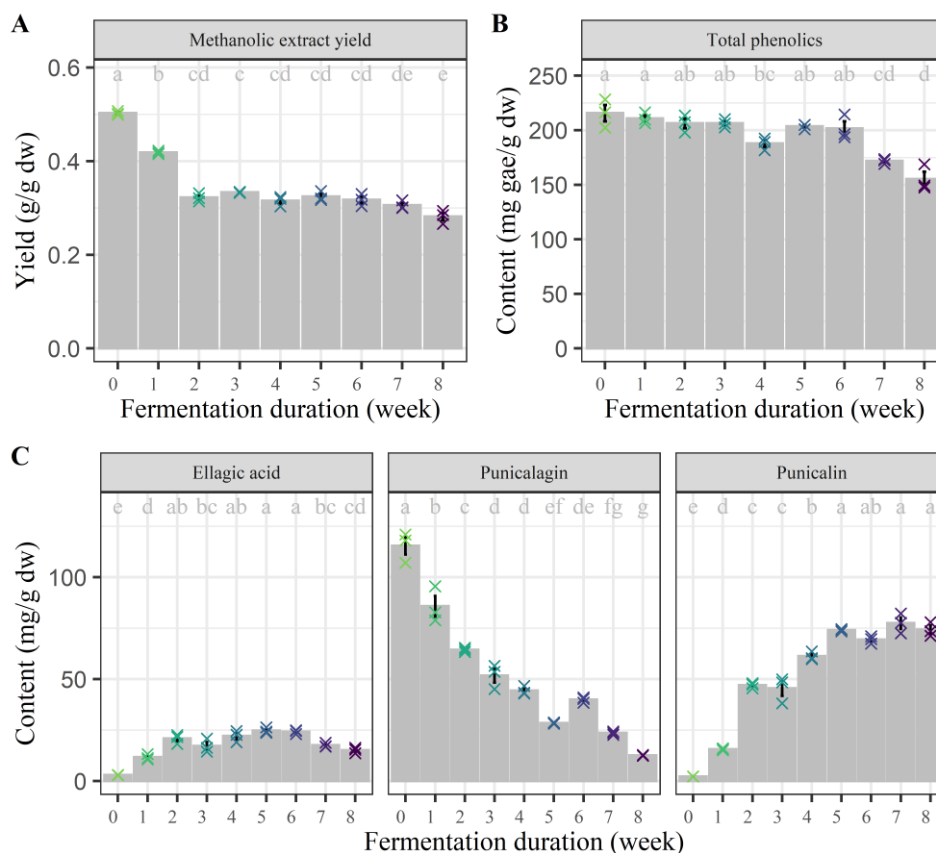 A
Methanolic extract yield
a b cd c cd cd cd de e
0.6
0.4
0.2
0.0
Yield (g/g dw)
0 1 2 3 4 5 6 7 8
Fermentation duration (week)
B
Total phenolics
a a ab ab bc ab ab cd d
250
200
150
100
50
0
Content (mg gae/g dw)
0 1 2 3 4 5 6 7 8
Fermentation duration (week)
C
Ellagic acid Punicalagin Punicalin
e d ab bc ab a a bc cd a b c d d ef de fg g e d c c b a ab a a
100
50
0
Content (mg/g dw)
0 1 2 3 4 5 6 7 8 0 1 2 3 4 5 6 7 8 0 1 2 3 4 5 6 7 8
Fermentation duration (week)